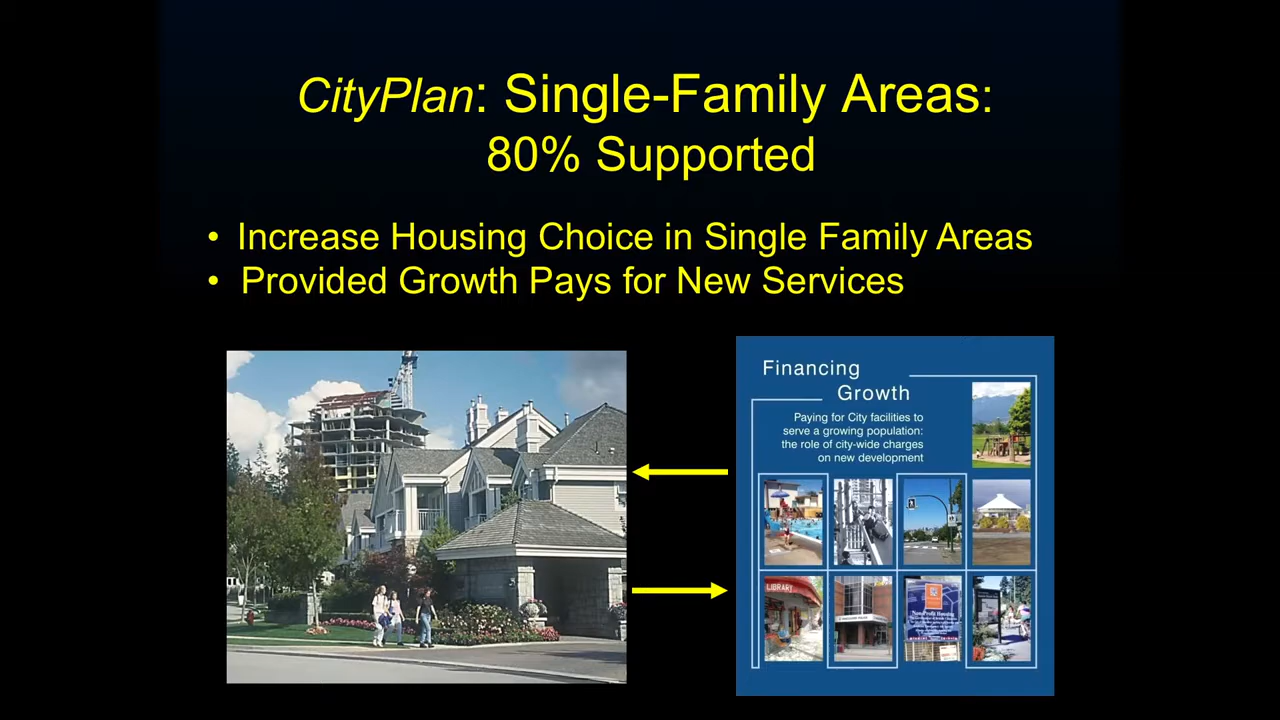 CityPlan: Single-Family Areas:
80% Supported
• Increase Housing Choice in Single Family Areas
• Provided Growth Pays for New Services
Financing
Growth
Paying for City facilities to
serve a growing population:
the role of city-wide charges
on new development
LIBRARY